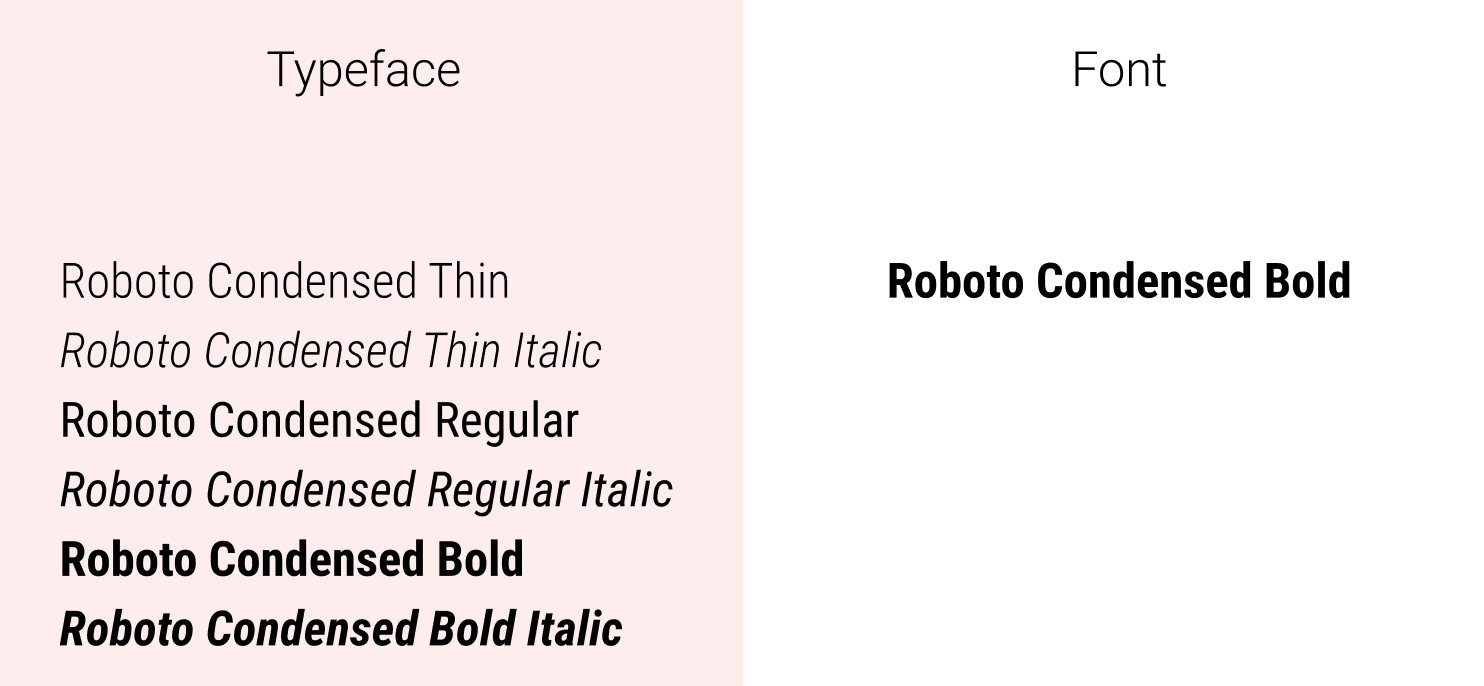 Typeface
Roboto Condensed Thin
Roboto Condensed Thin Italic
Roboto Condensed Regular
Roboto Condensed Regular Italic
Roboto Condensed Bold
Roboto Condensed Bold Italic
Font
Roboto Condensed Bold